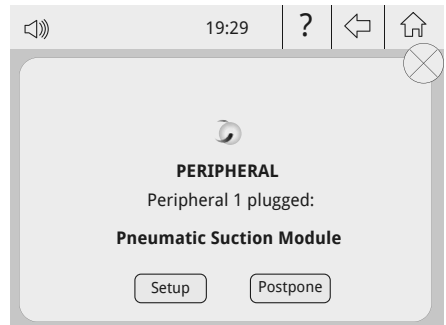 19:29 ?
PERIPHERAL
Peripheral 1 plugged:
Pneumatic Suction Module
Setup Postpone